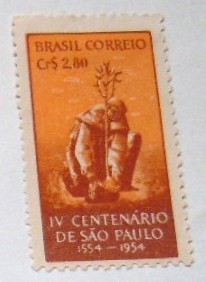 BRASIL CORREIO
Cr$ 2,80
IV CENTENÁRIO
DE SÃO PAULO
1554 - 1954